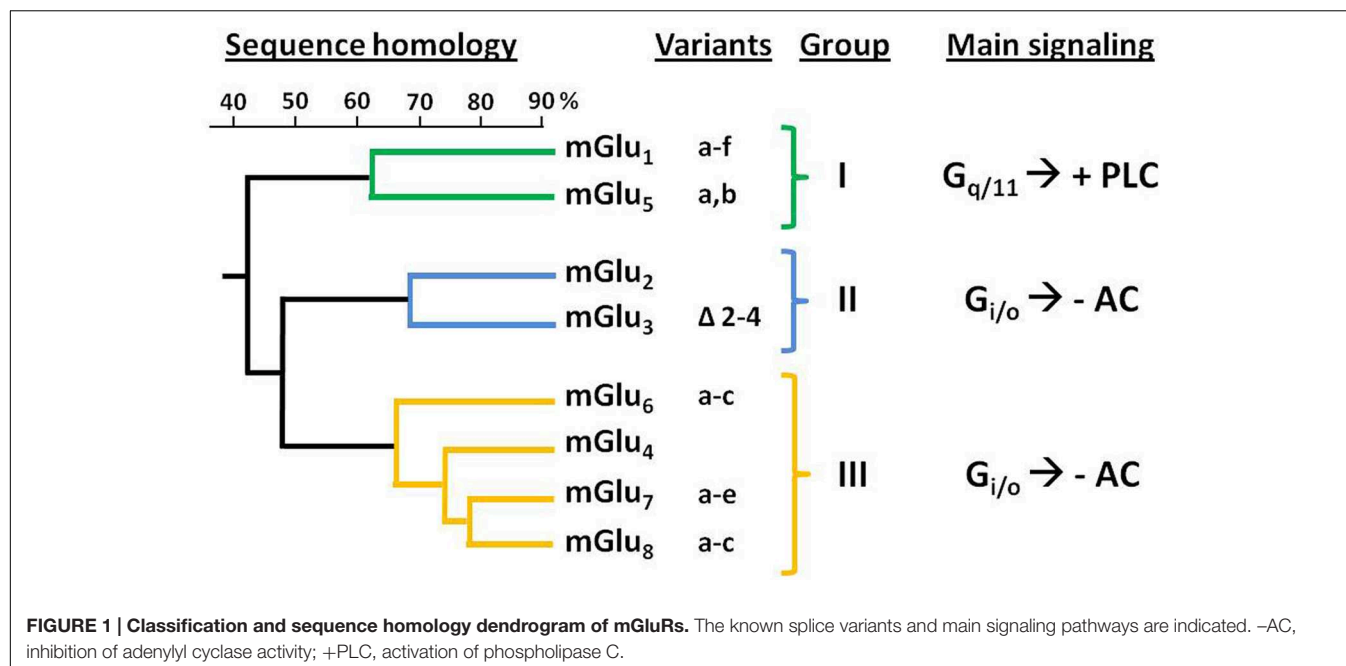 Sequence homology Variants Group Main signaling
40 50 60 70 80 90 %
mGlu₁ a-f
I G_q/11 → + PLC
mGlu₅ a,b
mGlu₂
II G_i/o → - AC
mGlu₃ Δ 2-4
mGlu₆ a-c
mGlu₄
III G_i/o → - AC
mGlu₇ a-e
mGlu₈ a-c
FIGURE 1 | Classification and sequence homology dendrogram of mGluRs. The known splice variants and main signaling pathways are indicated. –AC,
inhibition of adenylyl cyclase activity; +PLC, activation of phospholipase C.